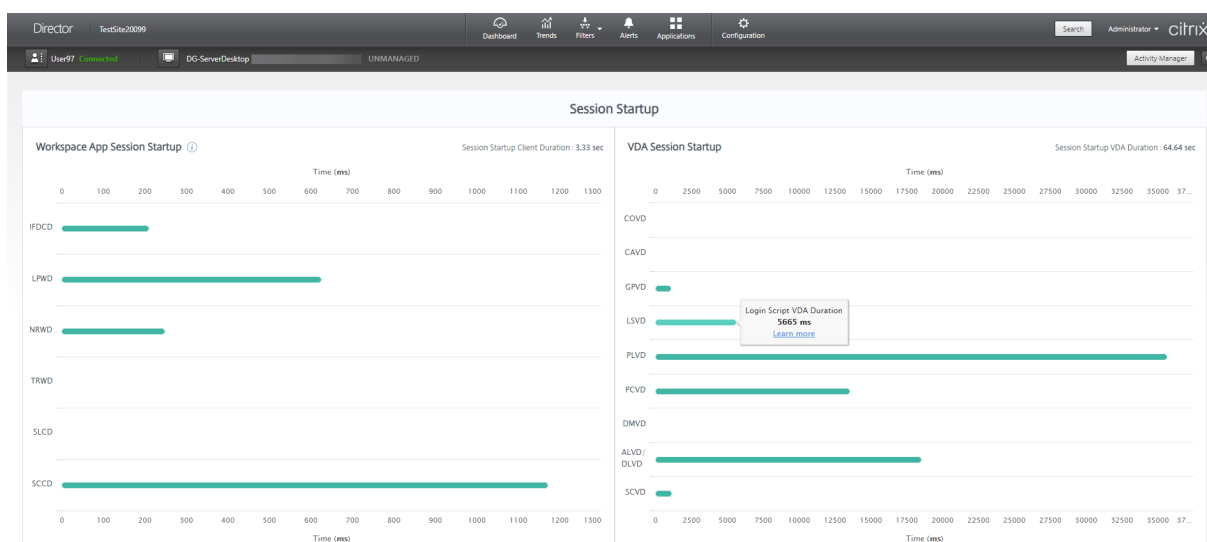 Director TestSite20099 Dashboard Trends Filters Alerts Applications Configuration Search Administrator citrix
User97 Connected DG-ServerDesktop UNMANAGED Activity Manager
Session Startup
Workspace App Session Startup Session Startup Client Duration : 3.33 sec
Time (ms)
0 100 200 300 400 500 600 700 800 900 1000 1100 1200 1300
IFDCD
LPWD
NRWD
TRWD
SLCD
SCCD
0 100 200 300 400 500 600 700 800 900 1000 1100 1200 1300
Time (ms)
VDA Session Startup Session Startup VDA Duration : 64.64 sec
Time (ms)
0 2500 5000 7500 10000 12500 15000 17500 20000 22500 25000 27500 30000 32500 35000 37...
COVD
CAVD
GPVD
LSVD
Login Script VDA Duration
5665 ms
Learn more
PLVD
PCVD
DMVD
ALVD/
DLVD
SCVD
0 2500 5000 7500 10000 12500 15000 17500 20000 22500 25000 27500 30000 32500 35000 37...
Time (ms)